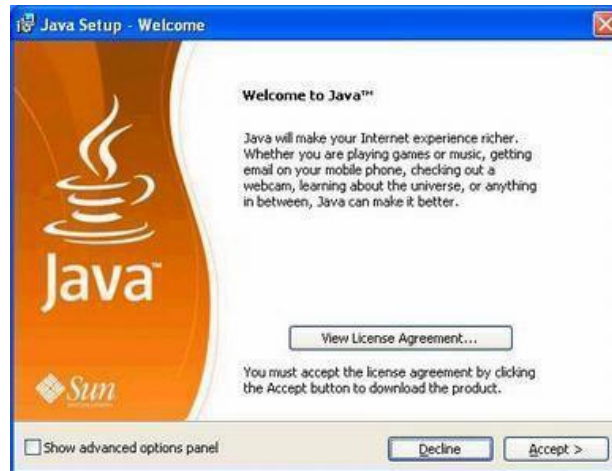 Java Setup - Welcome
Welcome to Java™
Java will make your Internet experience richer.
Whether you are playing games or music, getting
email on your mobile phone, checking out a
webcam, learning about the universe, or anything
in between, Java can make it better.
Java™
View License Agreement...
You must accept the license agreement by clicking
the Accept button to download the product.
Sun
Show advanced options panel
Decline
Accept >